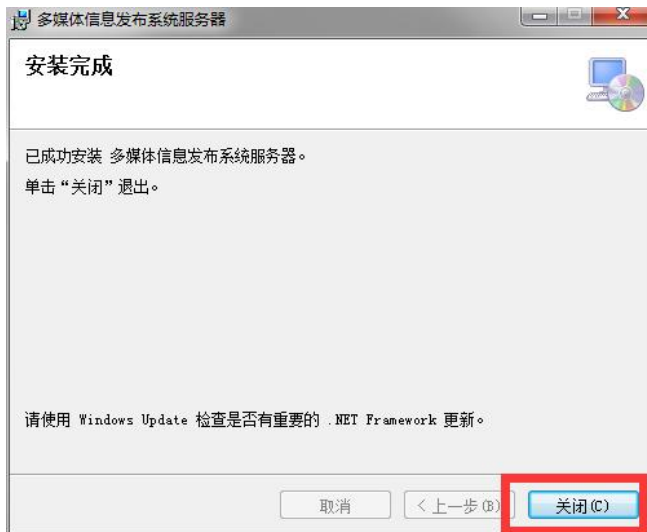 多媒体信息发布系统服务器
安装完成
已成功安装 多媒体信息发布系统服务器。
单击“关闭”退出。
请使用 Windows Update 检查是否有重要的 .NET Framework 更新。
取消
<上一步(B)
关闭(C)